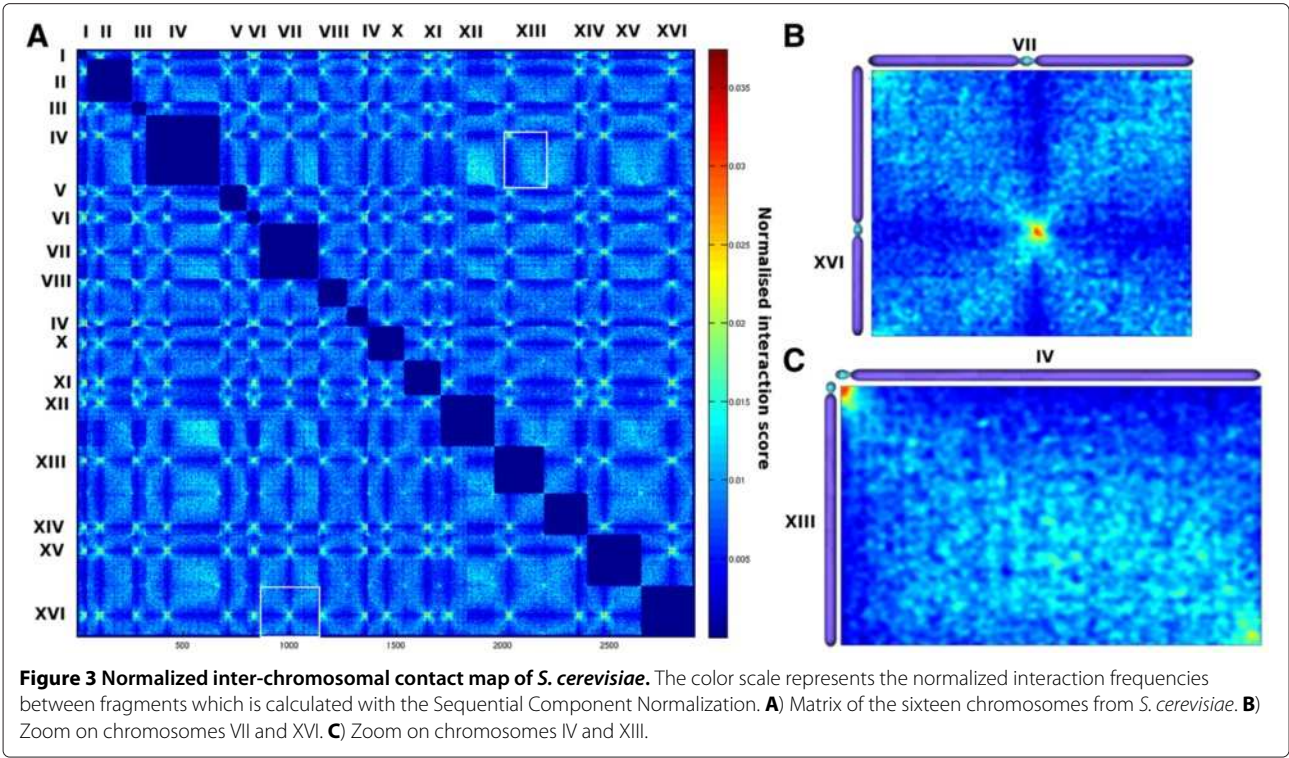 A
I II III IV V VI VII VIII IV X XI XII XIII XIV XV XVI
I
II
III
IV
V
VI
VII
VIII
IV
X
XI
XII
XIII
XIV
XV
XVI
500 1000 1500 2000 2500
0.035
0.03
0.025
0.02
0.015
0.01
0.005
Normalised interaction score
B
VII
XVI
C
IV
XIII
Figure 3 Normalized inter-chromosomal contact map of S. cerevisiae. The color scale represents the normalized interaction frequencies
between fragments which is calculated with the Sequential Component Normalization. A) Matrix of the sixteen chromosomes from S. cerevisiae. B)
Zoom on chromosomes VII and XVI. C) Zoom on chromosomes IV and XIII.